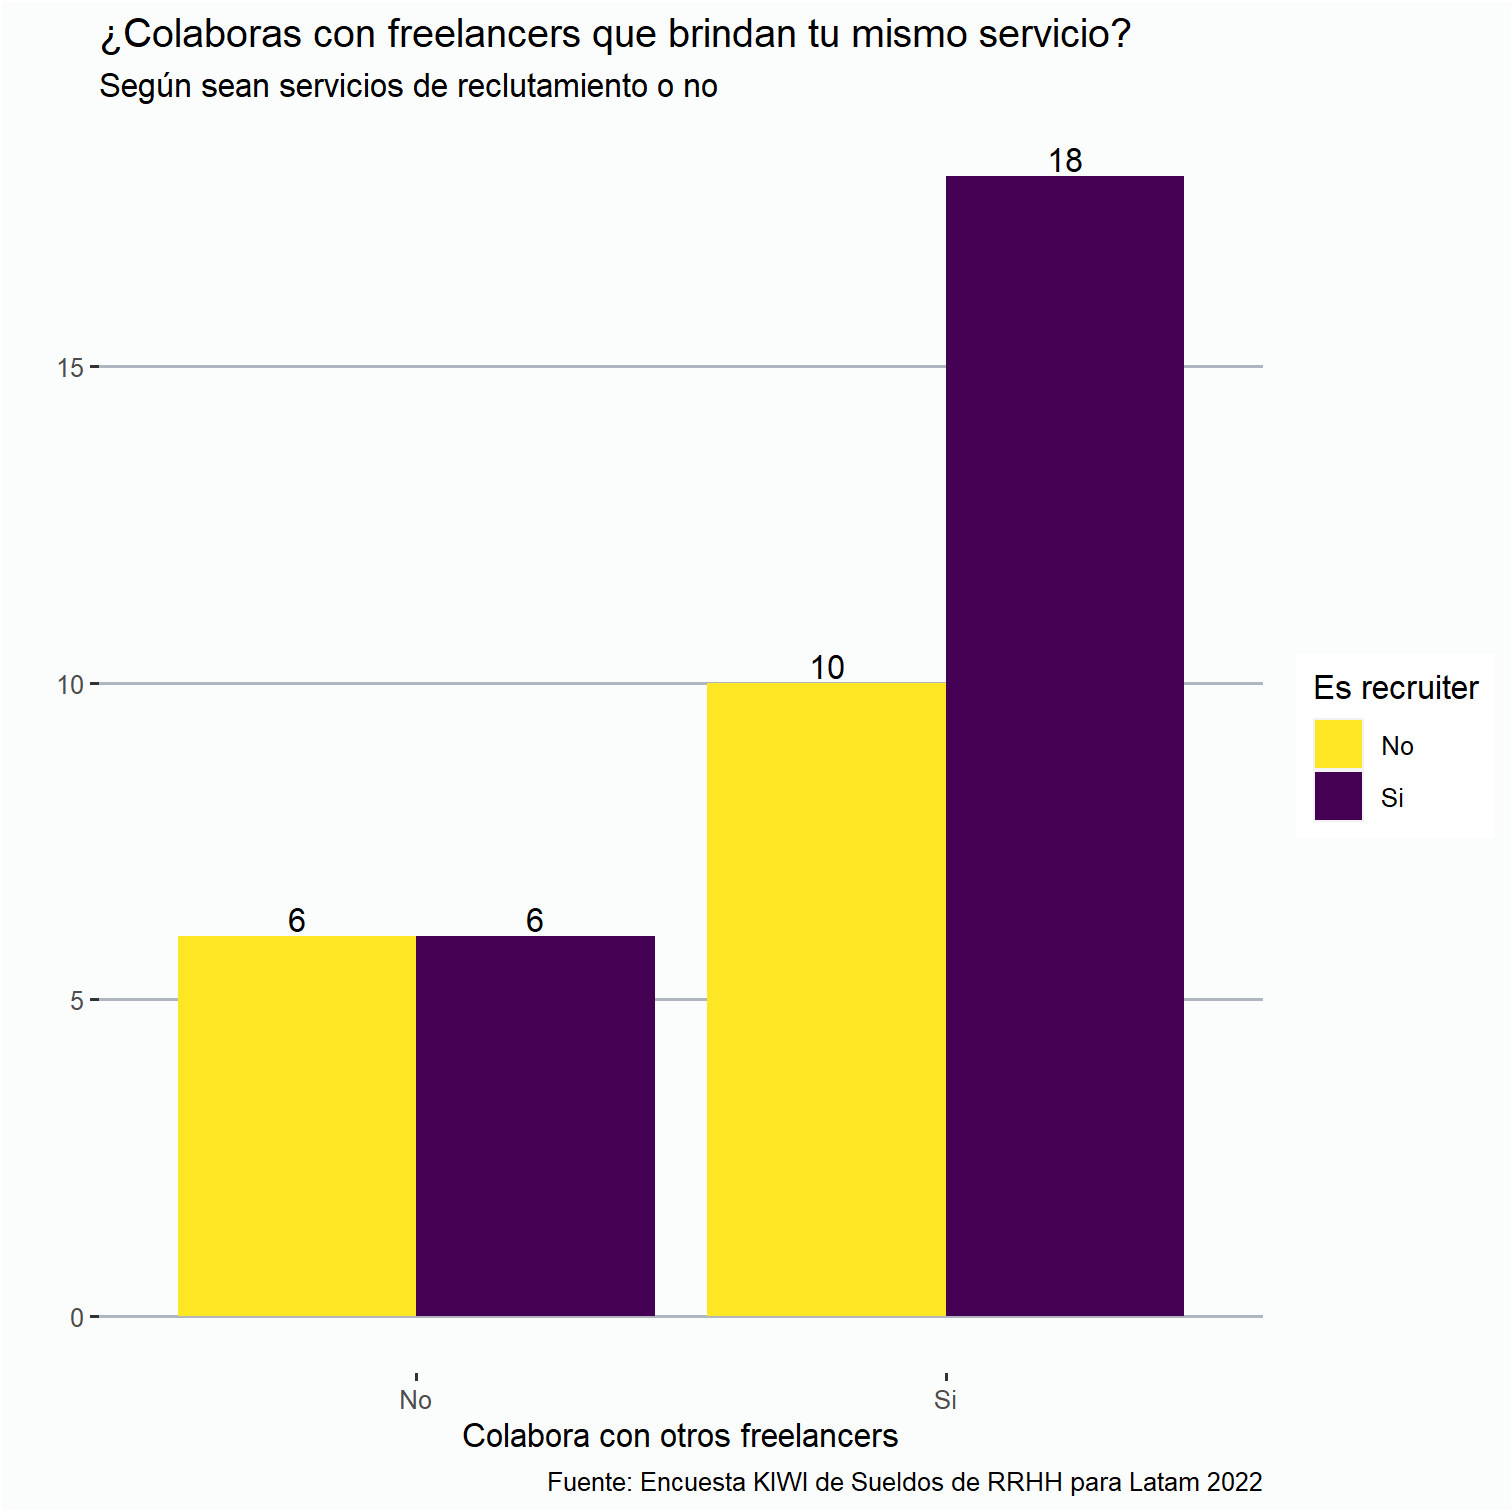 ¿Colaboras con freelancers que brindan tu mismo servicio?
Según sean servicios de reclutamiento o no
18
15
10
10
6
6
5
0
No
Si
Colabora con otros freelancers
Fuente: Encuesta KIWI de Sueldos de RRHH para Latam 2022
Es recruiter
No
Si